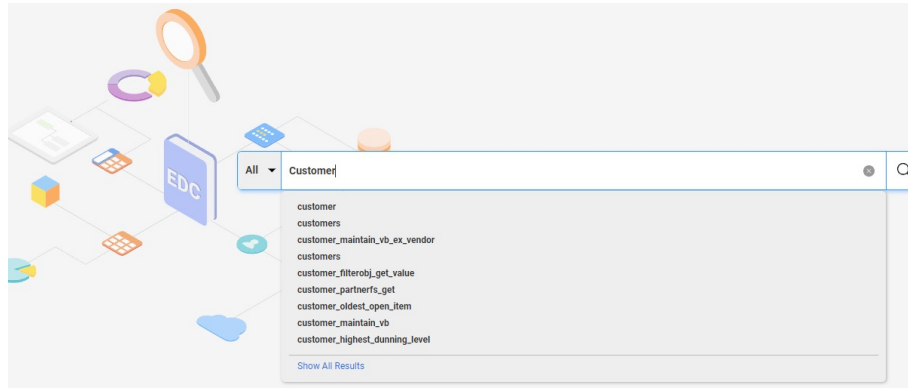 EDC
All
Customer
customer
customers
customer_maintain_vb_ex_vendor
customers
customer_filterobj_get_value
customer_partnerfs_get
customer_oldest_open_item
customer_maintain_vb
customer_highest_dunning_level
Show All Results